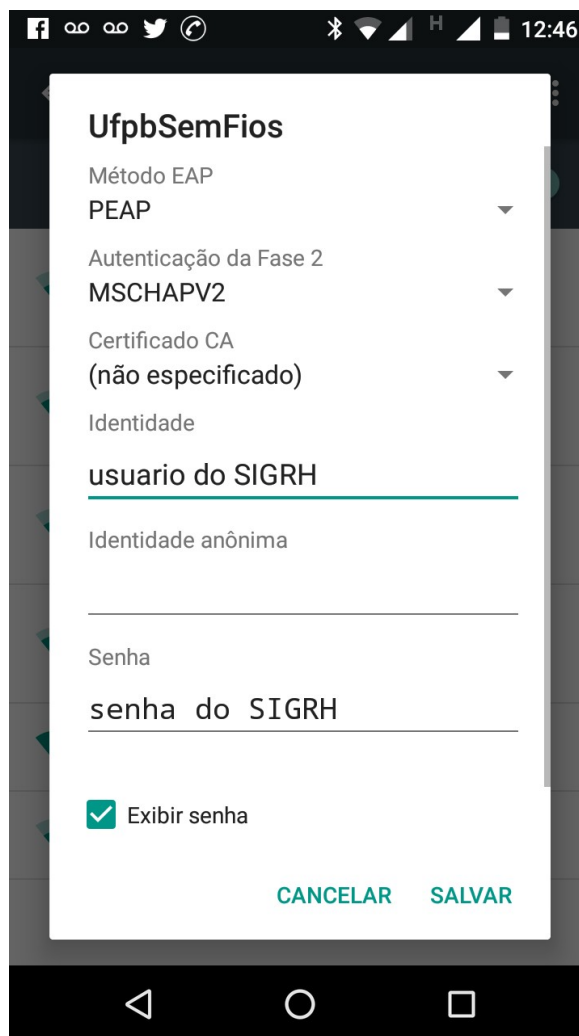 H 12:46
UfpbSemFios
Método EAP
PEAP
Autenticação da Fase 2
MSCHAPV2
Certificado CA
(não especificado)
Identidade
usuario do SIGRH
Identidade anônima
Senha
senha do SIGRH
Exibir senha
CANCELAR SALVAR